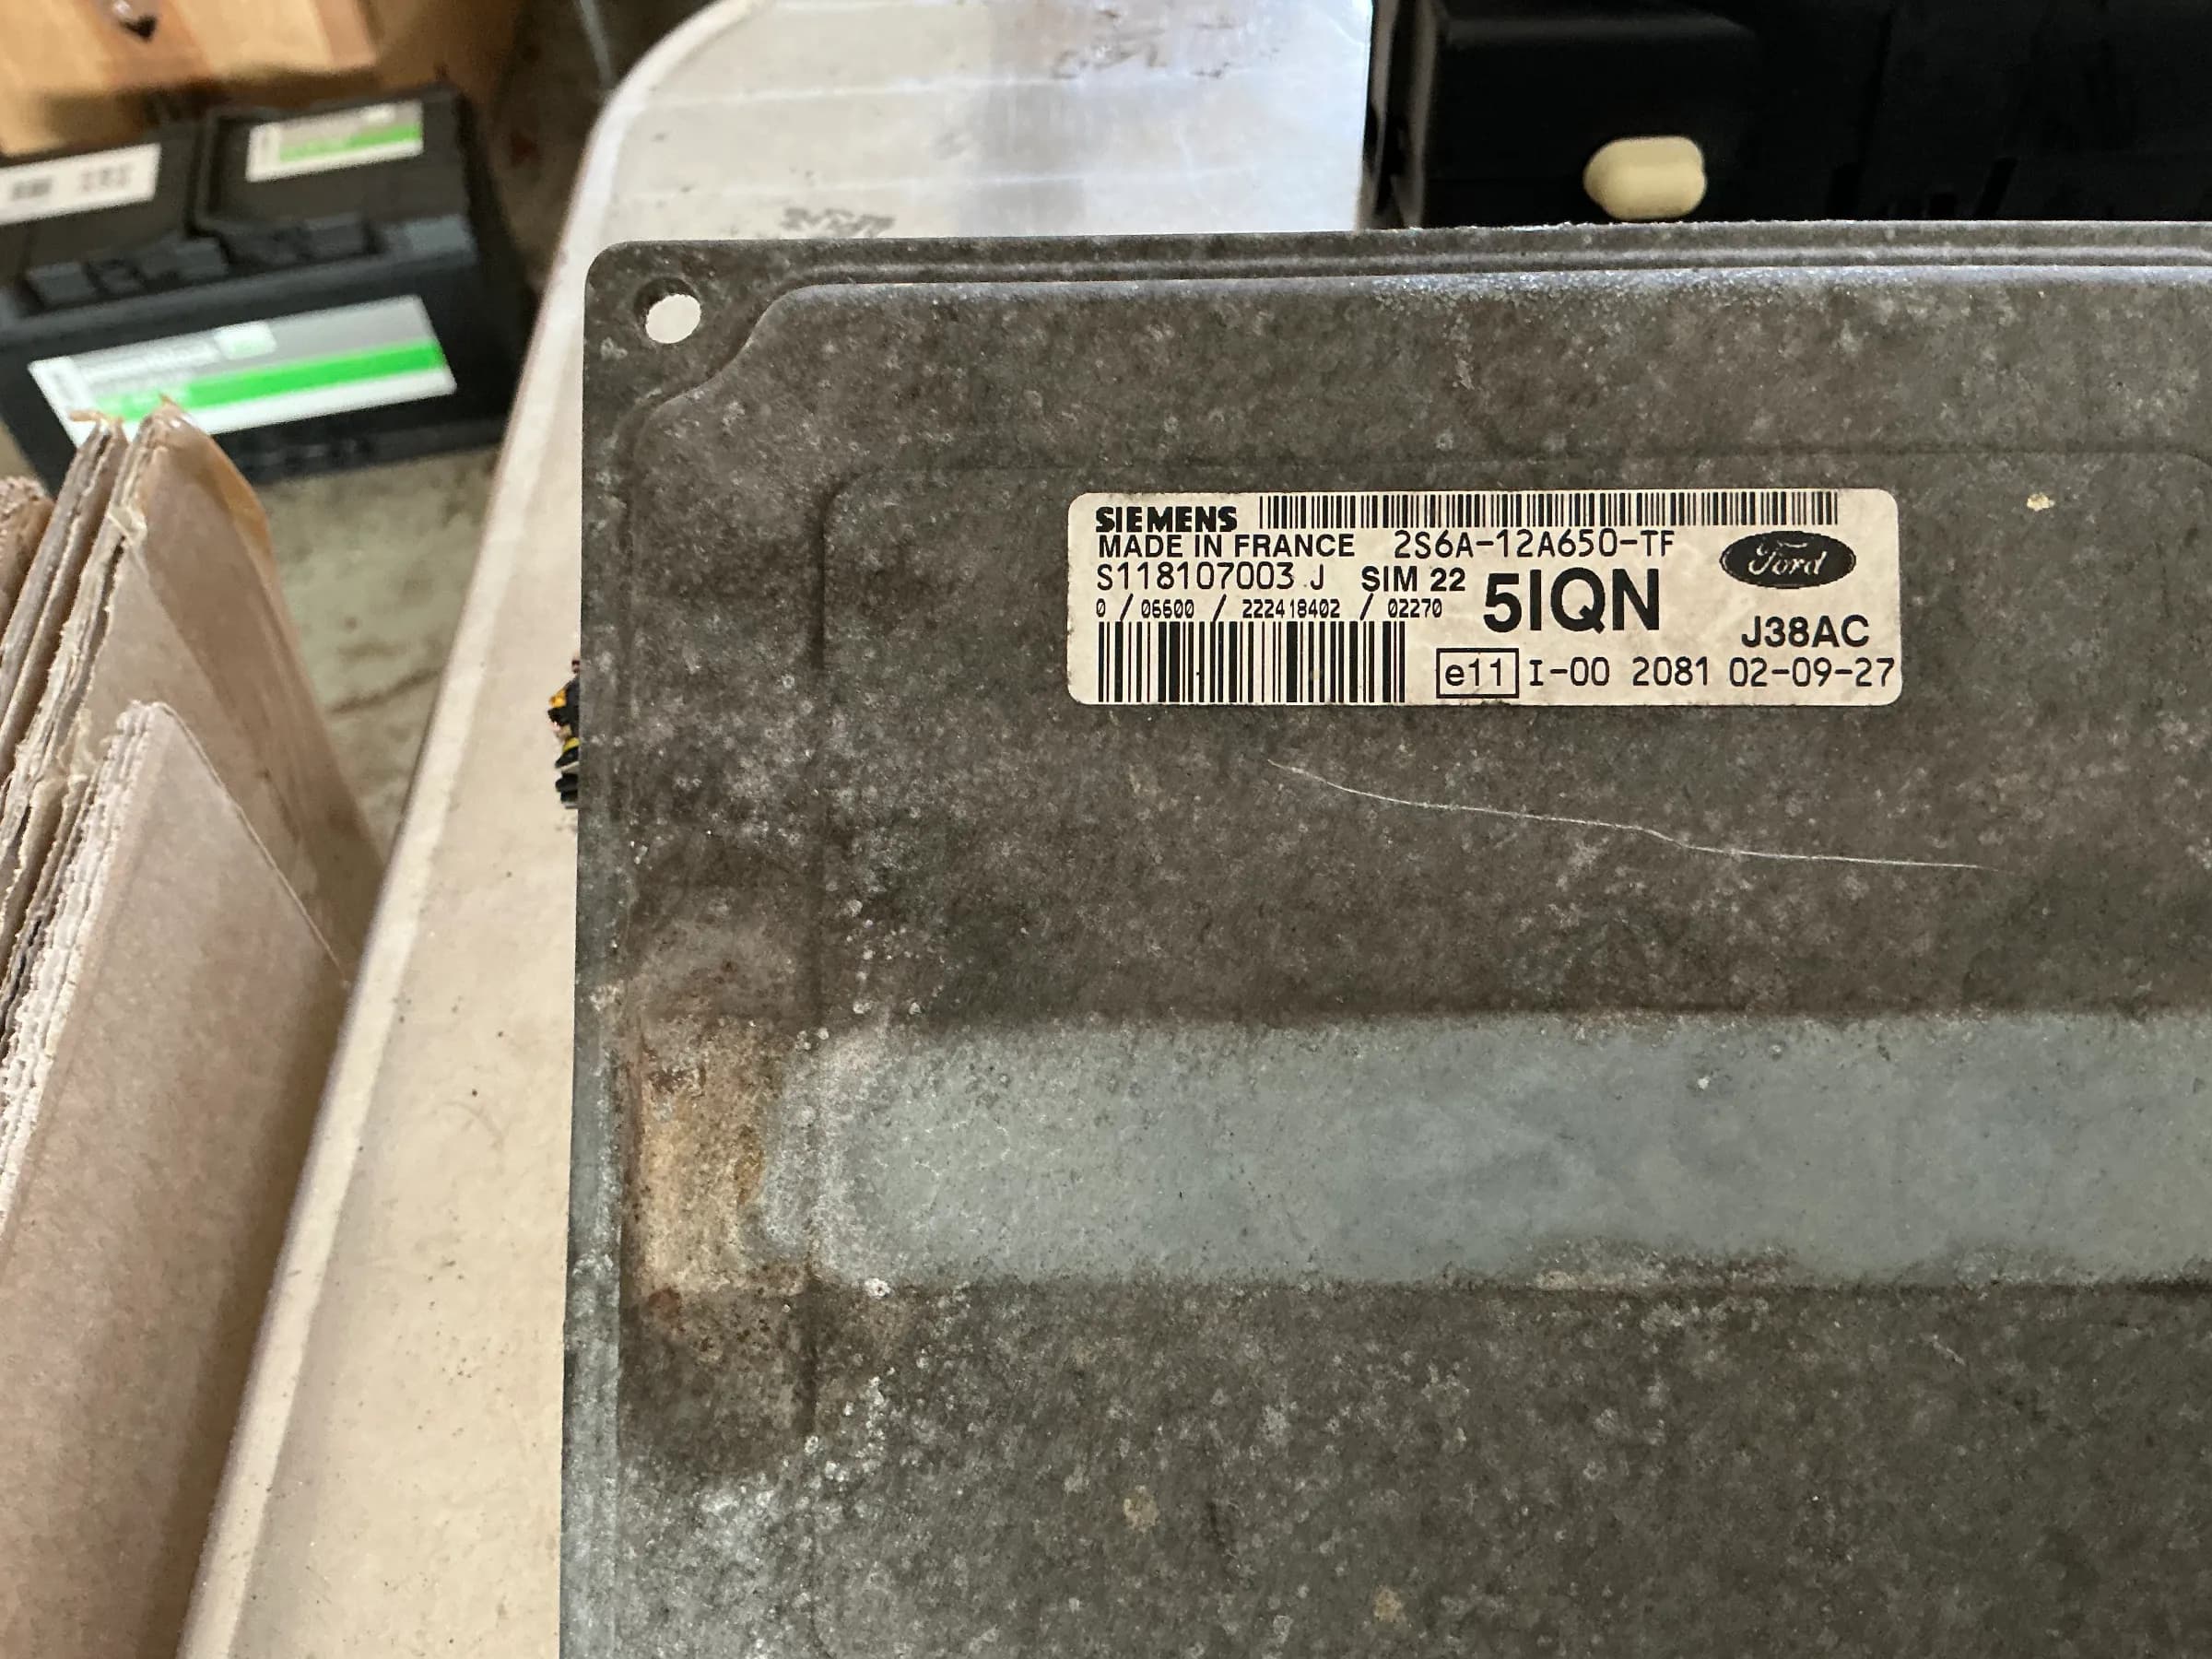 SIEMENS
MADE IN FRANCE 2S6A-12A650-TF
Ford
S118107003 J SIM 22 5IQN
0 / 06600 / 222418402 / 02270
J38AC
e11 I-00 2081 02-09-27